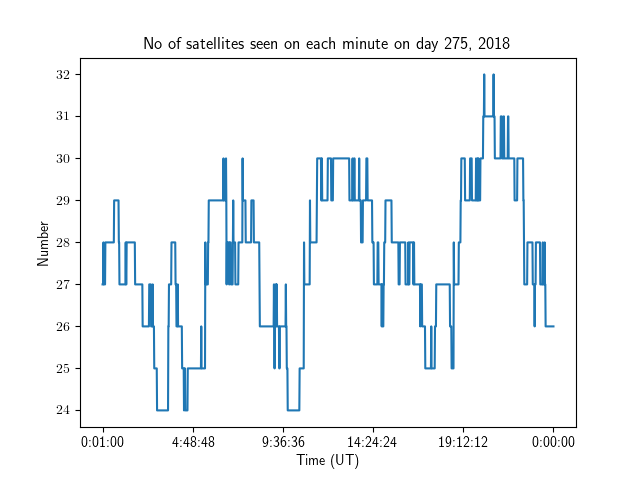 No of satellites seen on each minute on day 275, 2018
32
31
30
29
28
27
26
25
24
Number
0:01:00 4:48:48 9:36:36 14:24:24 19:12:12 0:00:00
Time (UT)